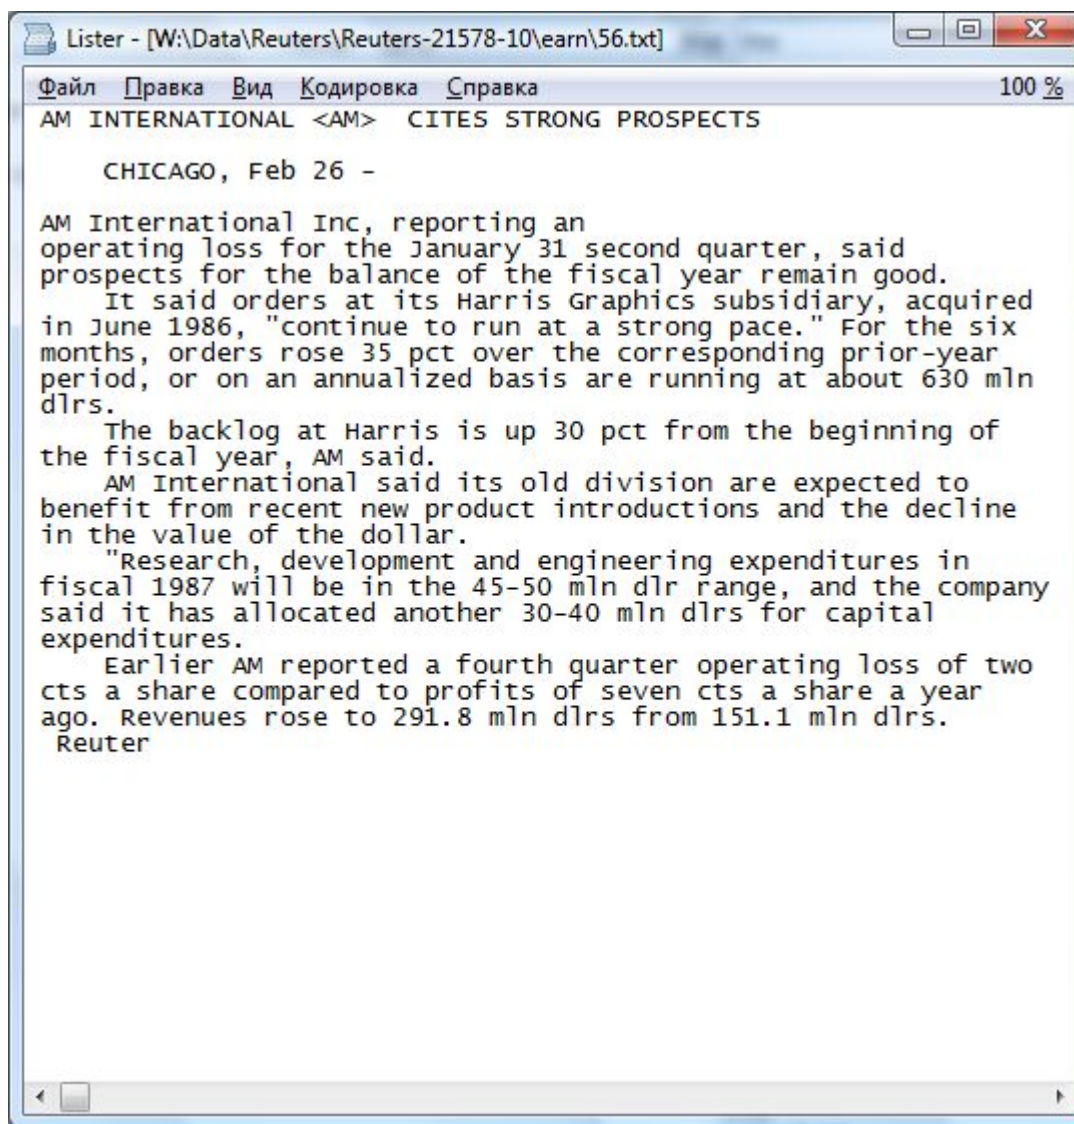 Lister - [W:\Data\Reuters\Reuters-21578-10\earn\56.txt]
Файл Правка Вид Кодировка Справка 100 %
AM INTERNATIONAL <AM>  CITES STRONG PROSPECTS
CHICAGO, Feb 26 -
AM International Inc, reporting an
operating loss for the January 31 second quarter, said
prospects for the balance of the fiscal year remain good.
It said orders at its Harris Graphics subsidiary, acquired
in June 1986, "continue to run at a strong pace." For the six
months, orders rose 35 pct over the corresponding prior-year
period, or on an annualized basis are running at about 630 mln
dlrs.
The backlog at Harris is up 30 pct from the beginning of
the fiscal year, AM said.
AM International said its old division are expected to
benefit from recent new product introductions and the decline
in the value of the dollar.
"Research, development and engineering expenditures in
fiscal 1987 will be in the 45-50 mln dlr range, and the company
said it has allocated another 30-40 mln dlrs for capital
expenditures.
Earlier AM reported a fourth quarter operating loss of two
cts a share compared to profits of seven cts a share a year
ago. Revenues rose to 291.8 mln dlrs from 151.1 mln dlrs.
Reuter